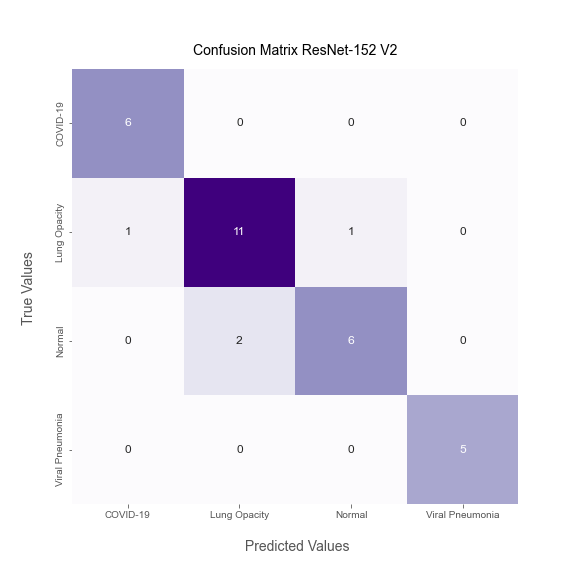 Confusion Matrix ResNet-152 V2
True Values
COVID-19
6 0 0 0
Lung Opacity
1 11 1 0
Normal
0 2 6 0
Viral Pneumonia
0 0 0 5
COVID-19 Lung Opacity Normal Viral Pneumonia
Predicted Values